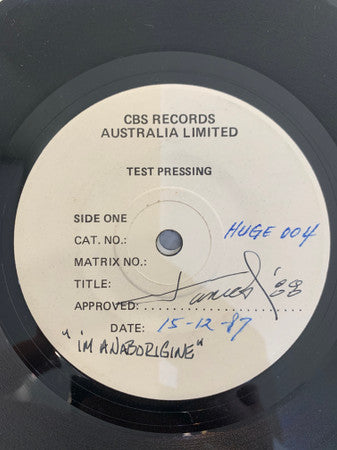 CBS RECORDS
AUSTRALIA LIMITED
TEST PRESSING
SIDE ONE
CAT. NO.: HUGE 004
MATRIX NO.:
TITLE:
APPROVED: '88
DATE: 15-12-87
"I'M ANABORIGINE"